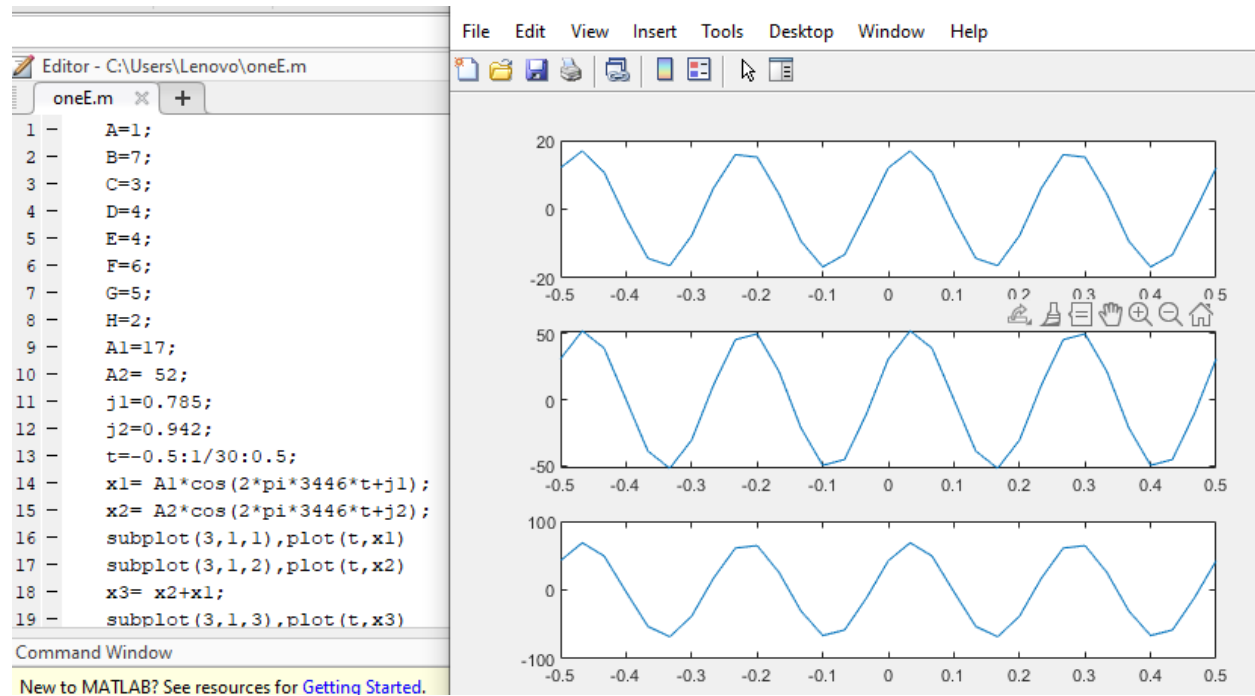 File Edit View Insert Tools Desktop Window Help
Editor - C:\Users\Lenovo\oneE.m
oneE.m × +
1 − A=1;
2 − B=7;
3 − C=3;
4 − D=4;
5 − E=4;
6 − F=6;
7 − G=5;
8 − H=2;
9 − A1=17;
10 − A2= 52;
11 − j1=0.785;
12 − j2=0.942;
13 − t=-0.5:1/30:0.5;
14 − x1= A1*cos(2*pi*3446*t+j1);
15 − x2= A2*cos(2*pi*3446*t+j2);
16 − subplot(3,1,1),plot(t,x1)
17 − subplot(3,1,2),plot(t,x2)
18 − x3= x2+x1;
19 − subplot(3,1,3),plot(t,x3)
Command Window
New to MATLAB? See resources for Getting Started.
20
0
-20
-0.5 -0.4 -0.3 -0.2 -0.1 0 0.1 0.2 0.3 0.4 0.5
50
0
-50
-0.5 -0.4 -0.3 -0.2 -0.1 0 0.1 0.2 0.3 0.4 0.5
100
0
-100
-0.5 -0.4 -0.3 -0.2 -0.1 0 0.1 0.2 0.3 0.4 0.5